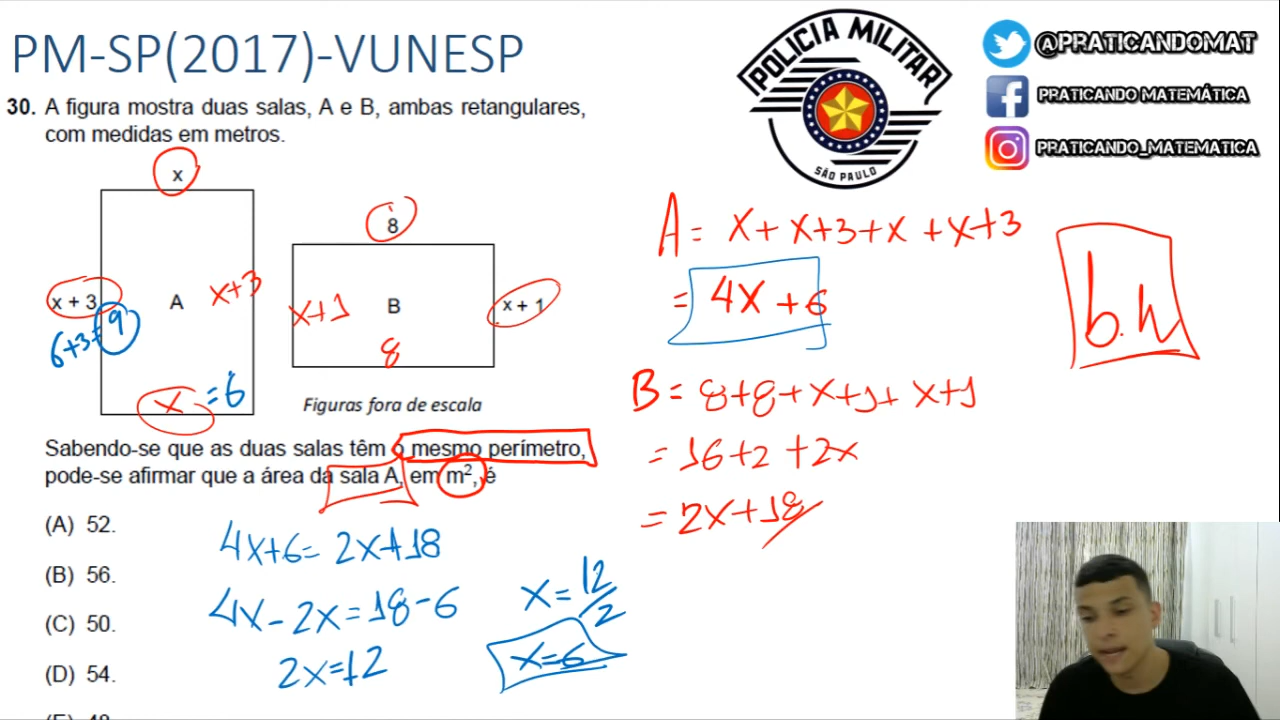 PM-SP(2017)-VUNESP
POLICIA MILITAR
SÃO PAULO
@PRATICANDOMAT
PRATICANDO MATEMÁTICA
PRATICANDO_MATEMATICA
30. A figura mostra duas salas, A e B, ambas retangulares,
com medidas em metros.
x
x + 3
A
x+3
6+3=9
x = 6
8
x+1
B
x + 1
8
Figuras fora de escala
Sabendo-se que as duas salas têm o mesmo perímetro,
pode-se afirmar que a área da sala A, em m², é
(A) 52.
(B) 56.
(C) 50.
(D) 54.
4x+6=2x+18
4x-2x=18-6
2x=12
x=12/2
x=6
A = x+x+3+x+x+3
= 4x+6
B = 8+8+x+1+x+1
= 16+2+2x
= 2x+18
b.h